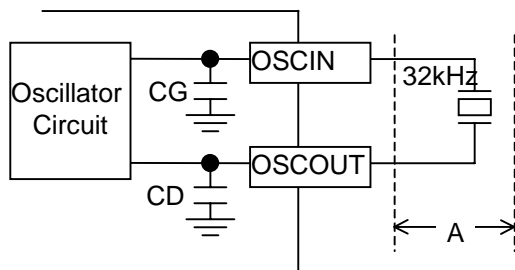 OSCIN
32kHz
Oscillator
Circuit
CG
OSCOUT
CD
A